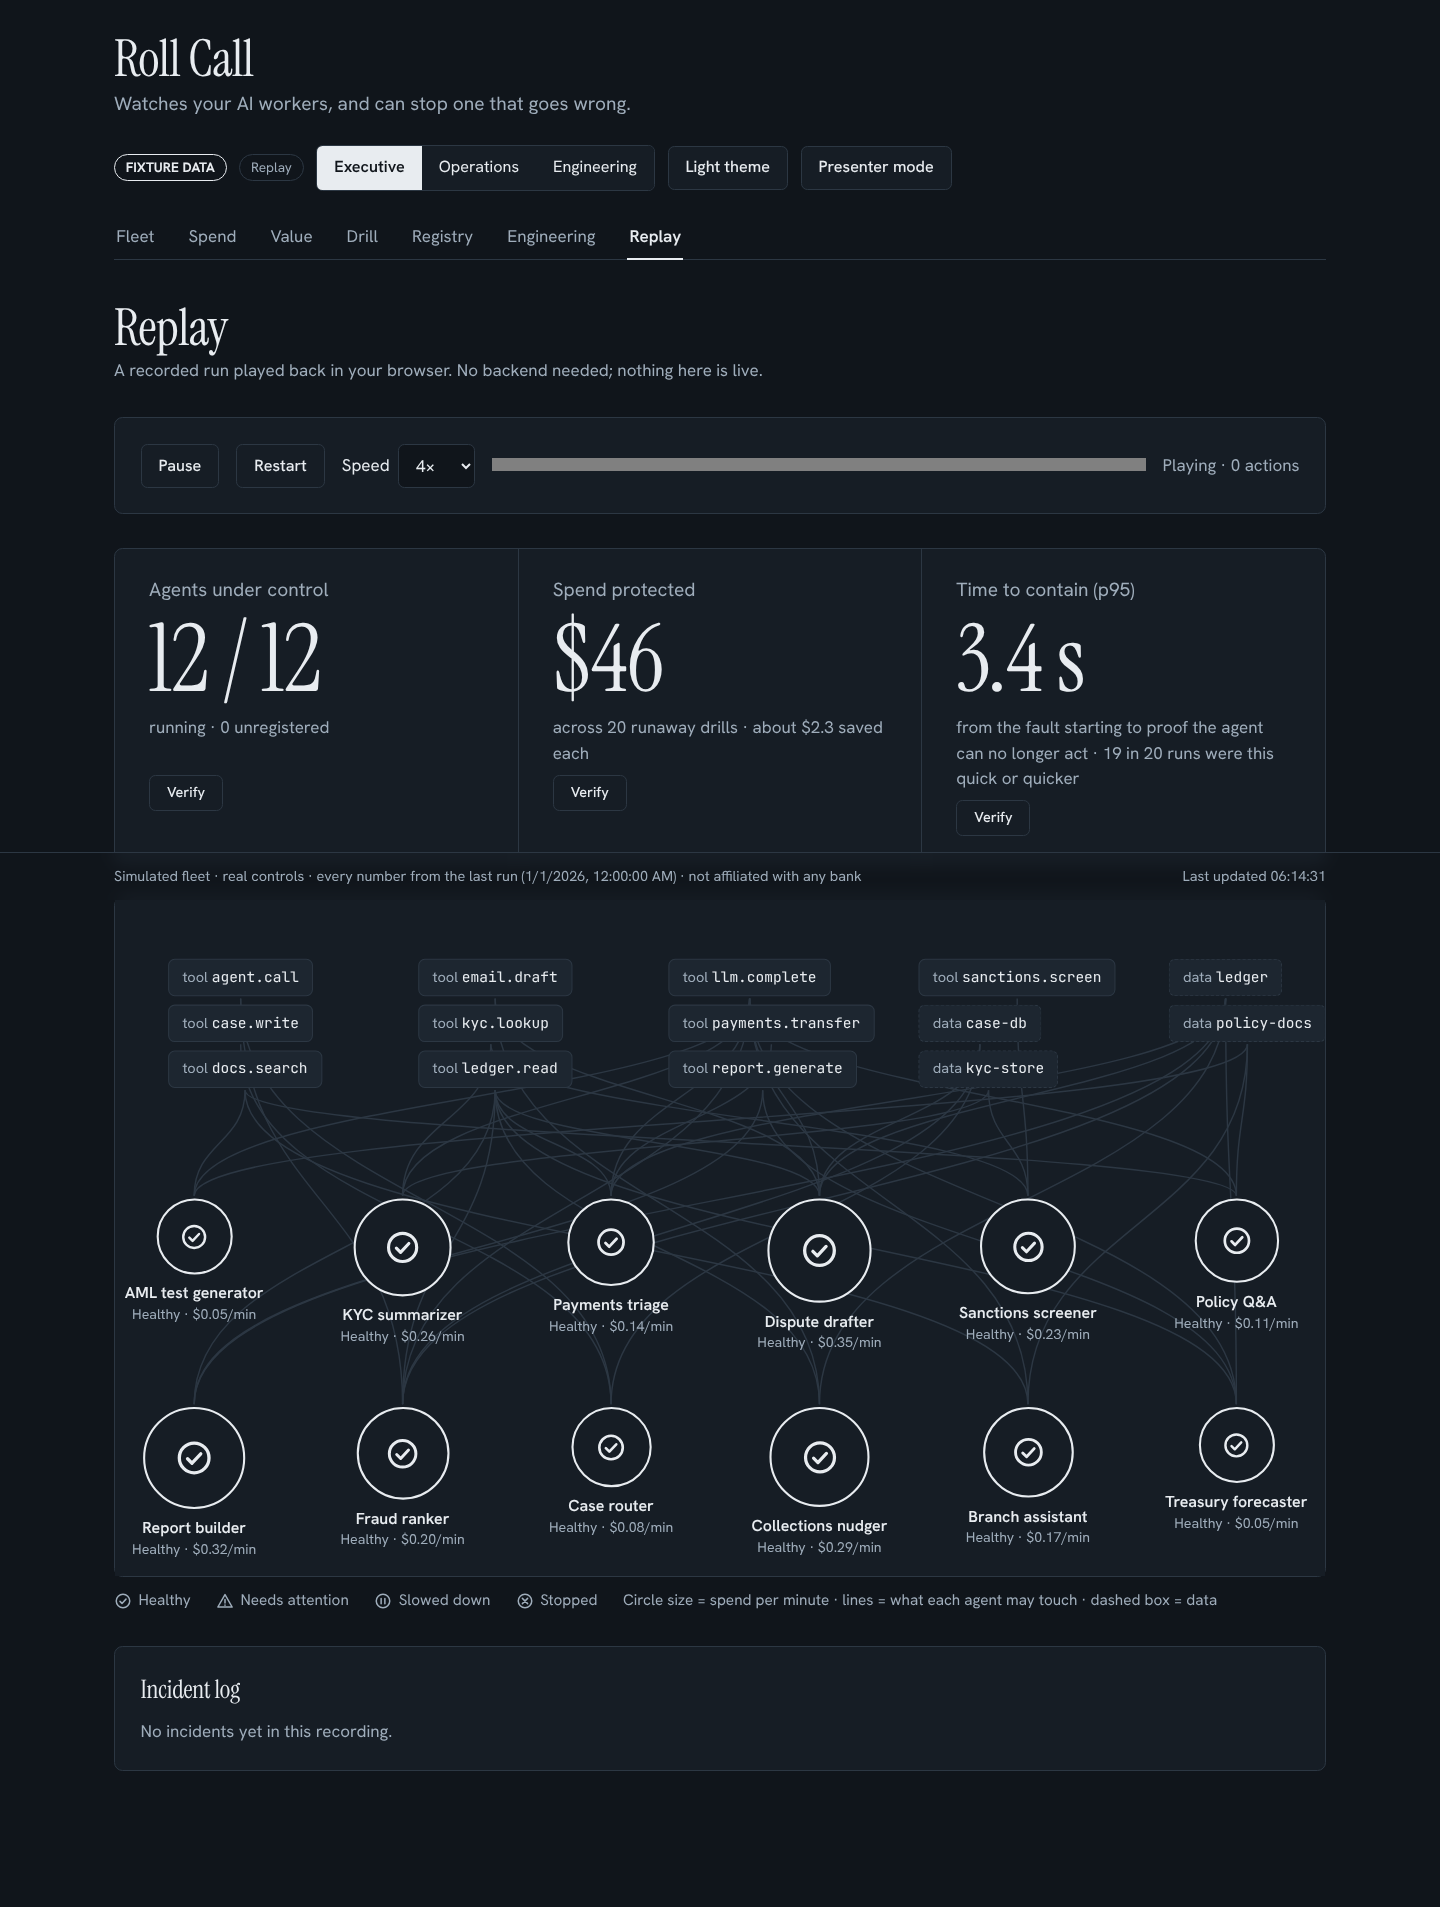 Roll Call
Watches your AI workers, and can stop one that goes wrong.
FIXTURE DATA
Replay
Executive
Operations
Engineering
Light theme
Presenter mode
Fleet
Spend
Value
Drill
Registry
Engineering
Replay
Replay
A recorded run played back in your browser. No backend needed; nothing here is live.
Pause
Restart
Speed
4×
Playing · 0 actions
Agents under control
12 / 12
running · 0 unregistered
Verify
Spend protected
$46
across 20 runaway drills · about $2.3 saved
each
Verify
Time to contain (p95)
3.4 s
from the fault starting to proof the agent
can no longer act · 19 in 20 runs were this
quick or quicker
Verify
Simulated fleet · real controls · every number from the last run (1/1/2026, 12:00:00 AM) · not affiliated with any bank
Last updated 06:14:31
tool agent.call
tool email.draft
tool llm.complete
tool sanctions.screen
data ledger
tool case.write
tool kyc.lookup
tool payments.transfer
data case-db
data policy-docs
tool docs.search
tool ledger.read
tool report.generate
data kyc-store
AML test generator
Healthy · $0.05/min
KYC summarizer
Healthy · $0.26/min
Payments triage
Healthy · $0.14/min
Dispute drafter
Healthy · $0.35/min
Sanctions screener
Healthy · $0.23/min
Policy Q&A
Healthy · $0.11/min
Report builder
Healthy · $0.32/min
Fraud ranker
Healthy · $0.20/min
Case router
Healthy · $0.08/min
Collections nudger
Healthy · $0.29/min
Branch assistant
Healthy · $0.17/min
Treasury forecaster
Healthy · $0.05/min
Healthy
Needs attention
Slowed down
Stopped
Circle size = spend per minute · lines = what each agent may touch · dashed box = data
Incident log
No incidents yet in this recording.